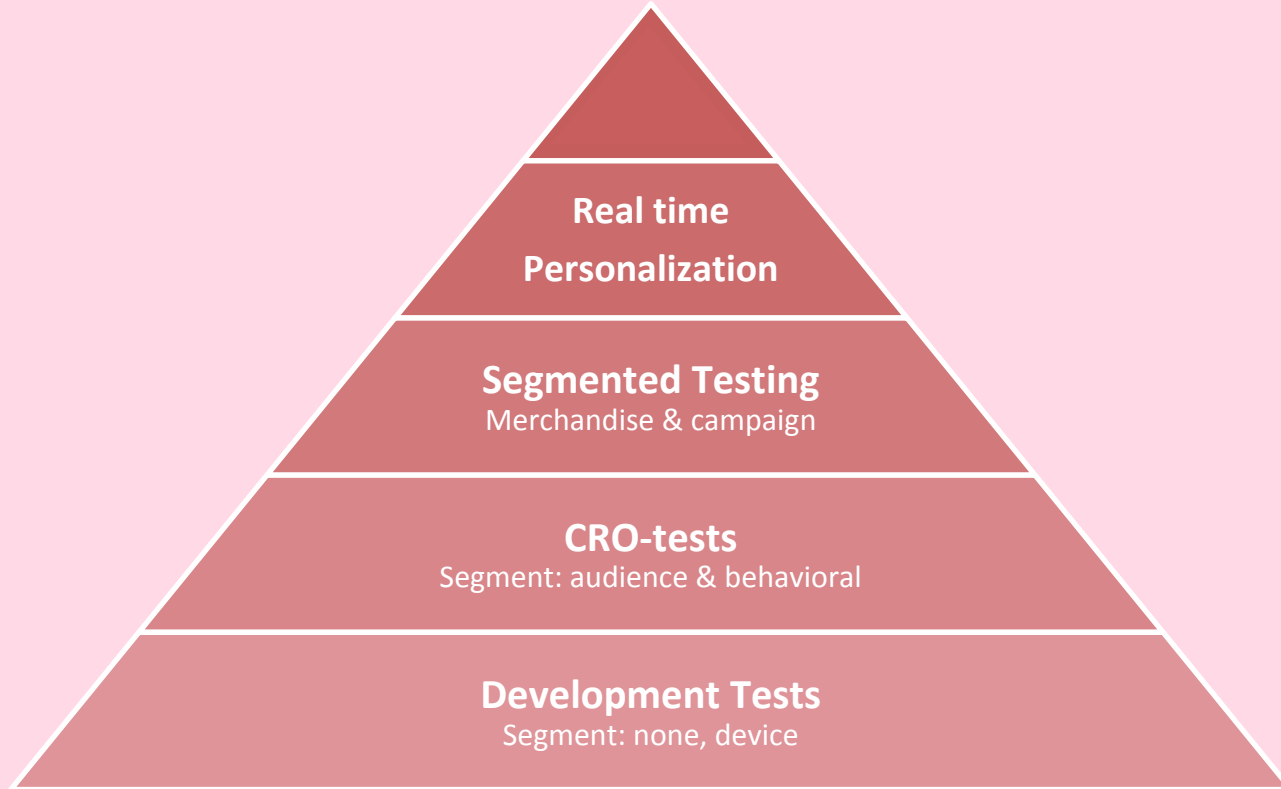 Real time
Personalization
Segmented Testing
Merchandise & campaign
CRO-tests
Segment: audience & behavioral
Development Tests
Segment: none, device